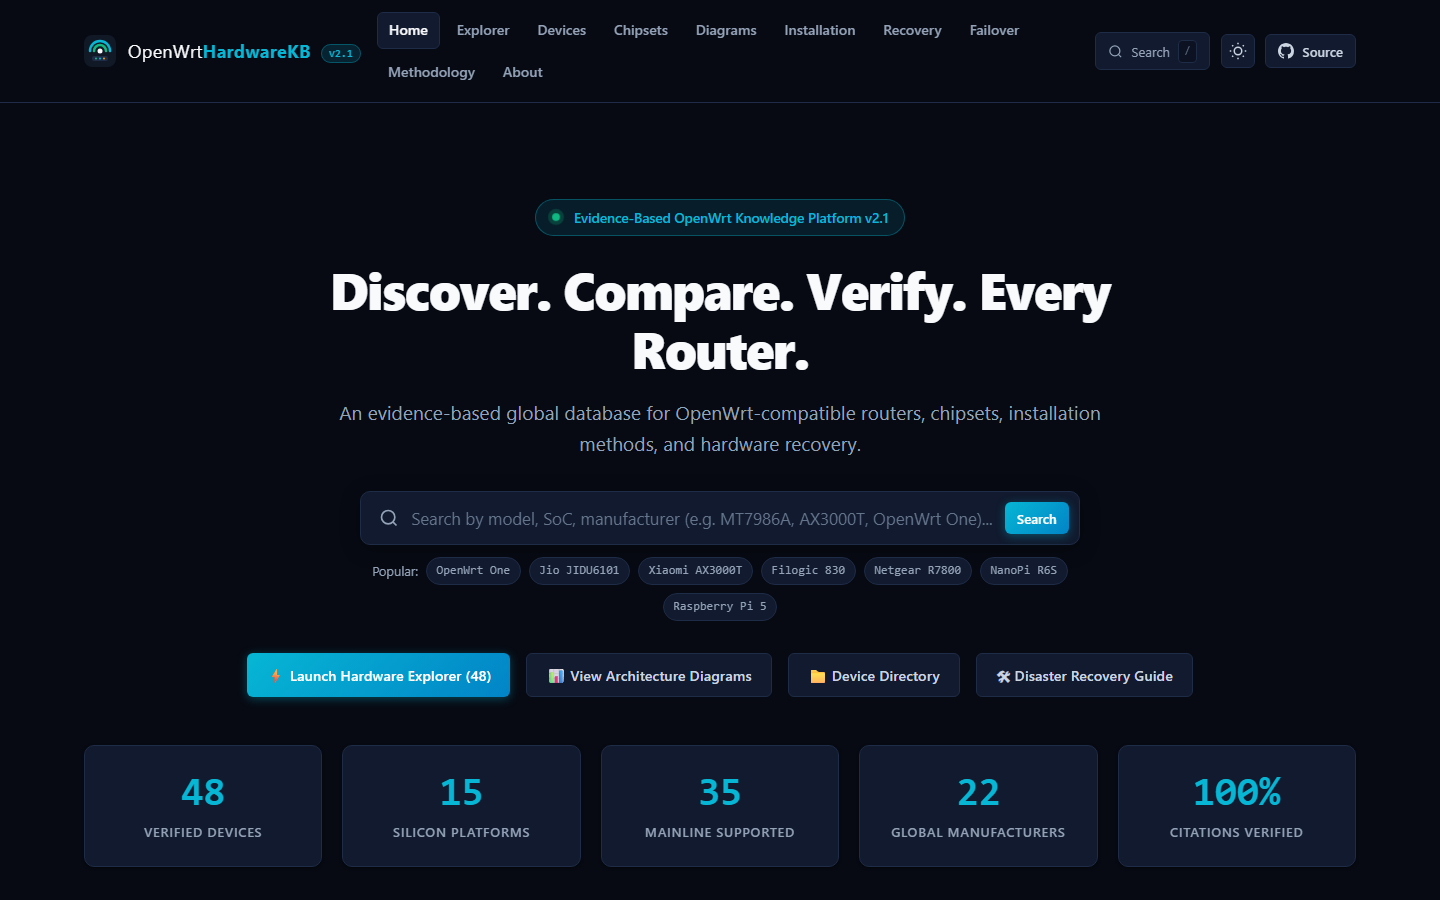 OpenWrtHardwareKB v2.1
Home Explorer Devices Chipsets Diagrams Installation Recovery Failover
Methodology About
Search / Source
Evidence-Based OpenWrt Knowledge Platform v2.1
Discover. Compare. Verify. Every
Router.
An evidence-based global database for OpenWrt-compatible routers, chipsets, installation
methods, and hardware recovery.
Search by model, SoC, manufacturer (e.g. MT7986A, AX3000T, OpenWrt One)... Search
Popular: OpenWrt One Jio JIDU6101 Xiaomi AX3000T Filogic 830 Netgear R7800 NanoPi R6S
Raspberry Pi 5
⚡ Launch Hardware Explorer (48) 📊 View Architecture Diagrams 📁 Device Directory 🛠 Disaster Recovery Guide
48 15 35 22 100%
VERIFIED DEVICES SILICON PLATFORMS MAINLINE SUPPORTED GLOBAL MANUFACTURERS CITATIONS VERIFIED